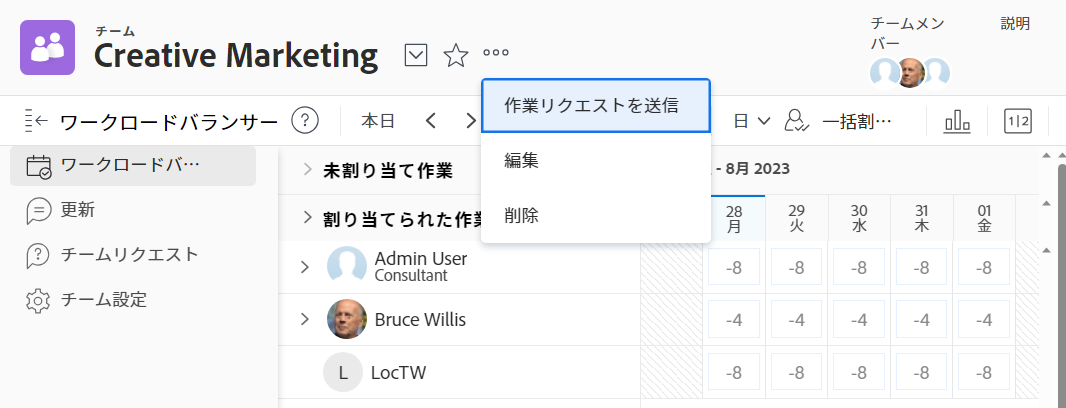 チーム
Creative Marketing
チームメンバー
説明
作業リクエストを送信
編集
削除
ワークロードバランサー
本日
日
一括割…
1|2
ワークロードバ…
更新
チームリクエスト
チーム設定
未割り当て作業
- 8月 2023
割り当てられた作業
28 29 30 31 01
月 火 水 木 金
Admin User
Consultant
-8 -8 -8 -8 -8
Bruce Willis
-4 -4 -4 -4 -4
L LocTW
-8 -8 -8 -8 -8